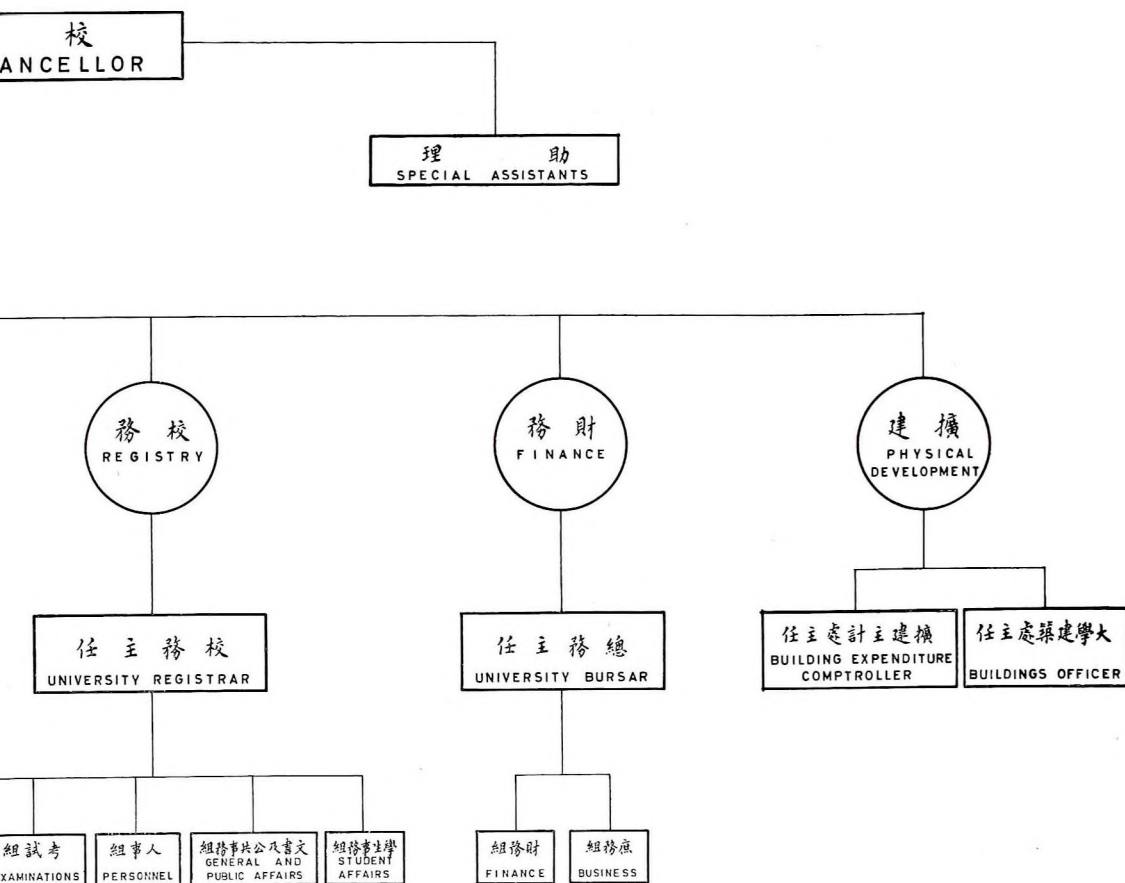 校
ANCELLOR
助理
SPECIAL ASSISTANTS
校務
REGISTRY
財務
FINANCE
擴建
PHYSICAL
DEVELOPMENT
校務主任
UNIVERSITY REGISTRAR
總務主任
UNIVERSITY BURSAR
擴建主計處主任
BUILDING EXPENDITURE
COMPTROLLER
大學建築處主任
BUILDINGS OFFICER
考試組
XAMINATIONS
人事組
PERSONNEL
文書及公共事務組
GENERAL AND
PUBLIC AFFAIRS
學生事務組
STUDENT
AFFAIRS
財務組
FINANCE
庶務組
BUSINESS